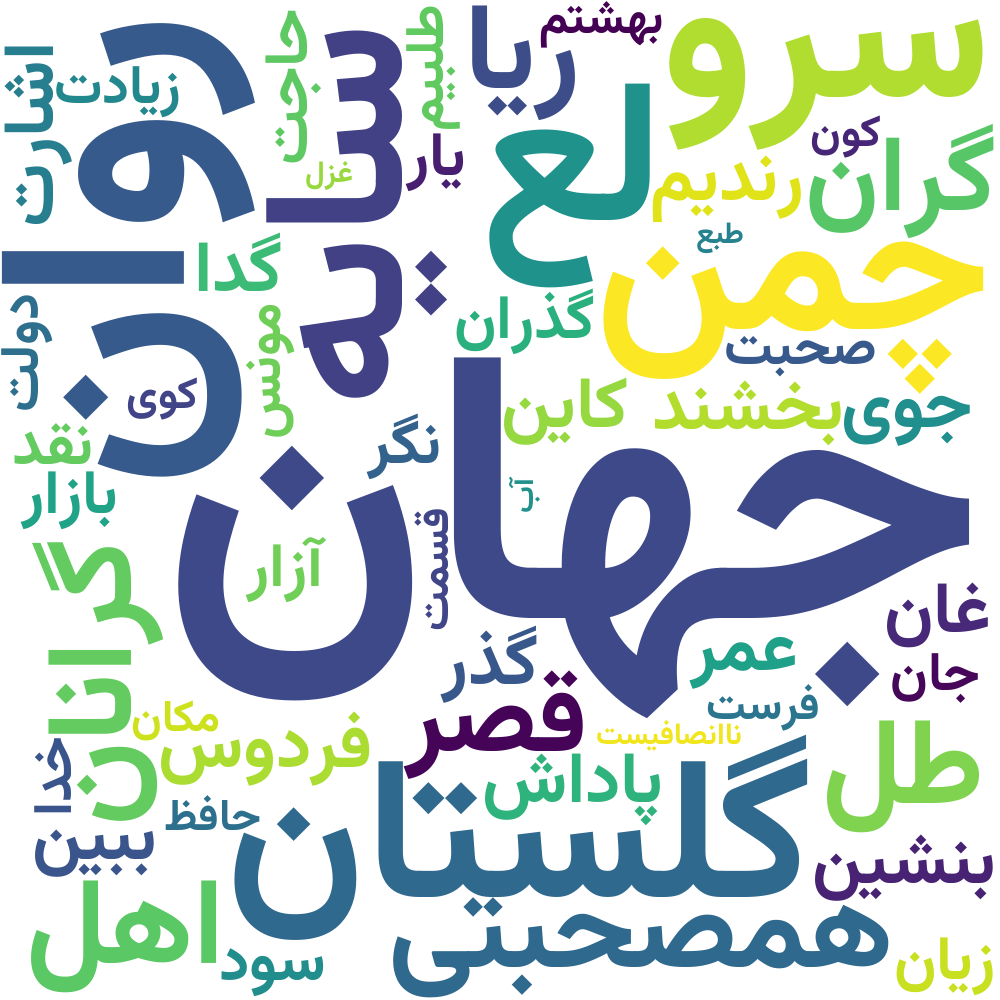 بهشتم
ریا
سرو
حاجت
طلبیم
روان
سایه
اشارت
زیادت
یار
غزل
لع
کون
گران
رندیم
طبع
چمن
گدا
گذران
مونس
دولت
صحبت
کوی
کاین
بخشند
جوی
نگر
نقد
بازار
جهان
آب
قسمت
آزار
گرانان
غان
جان
عمر
گذر
قصر
فرست
مکان
فردوس
ناانصافیست
خدا
پاداش
طل
گلستان
حافظ
ببین
بنشین
اهل
سود
همصحبتی
زیان